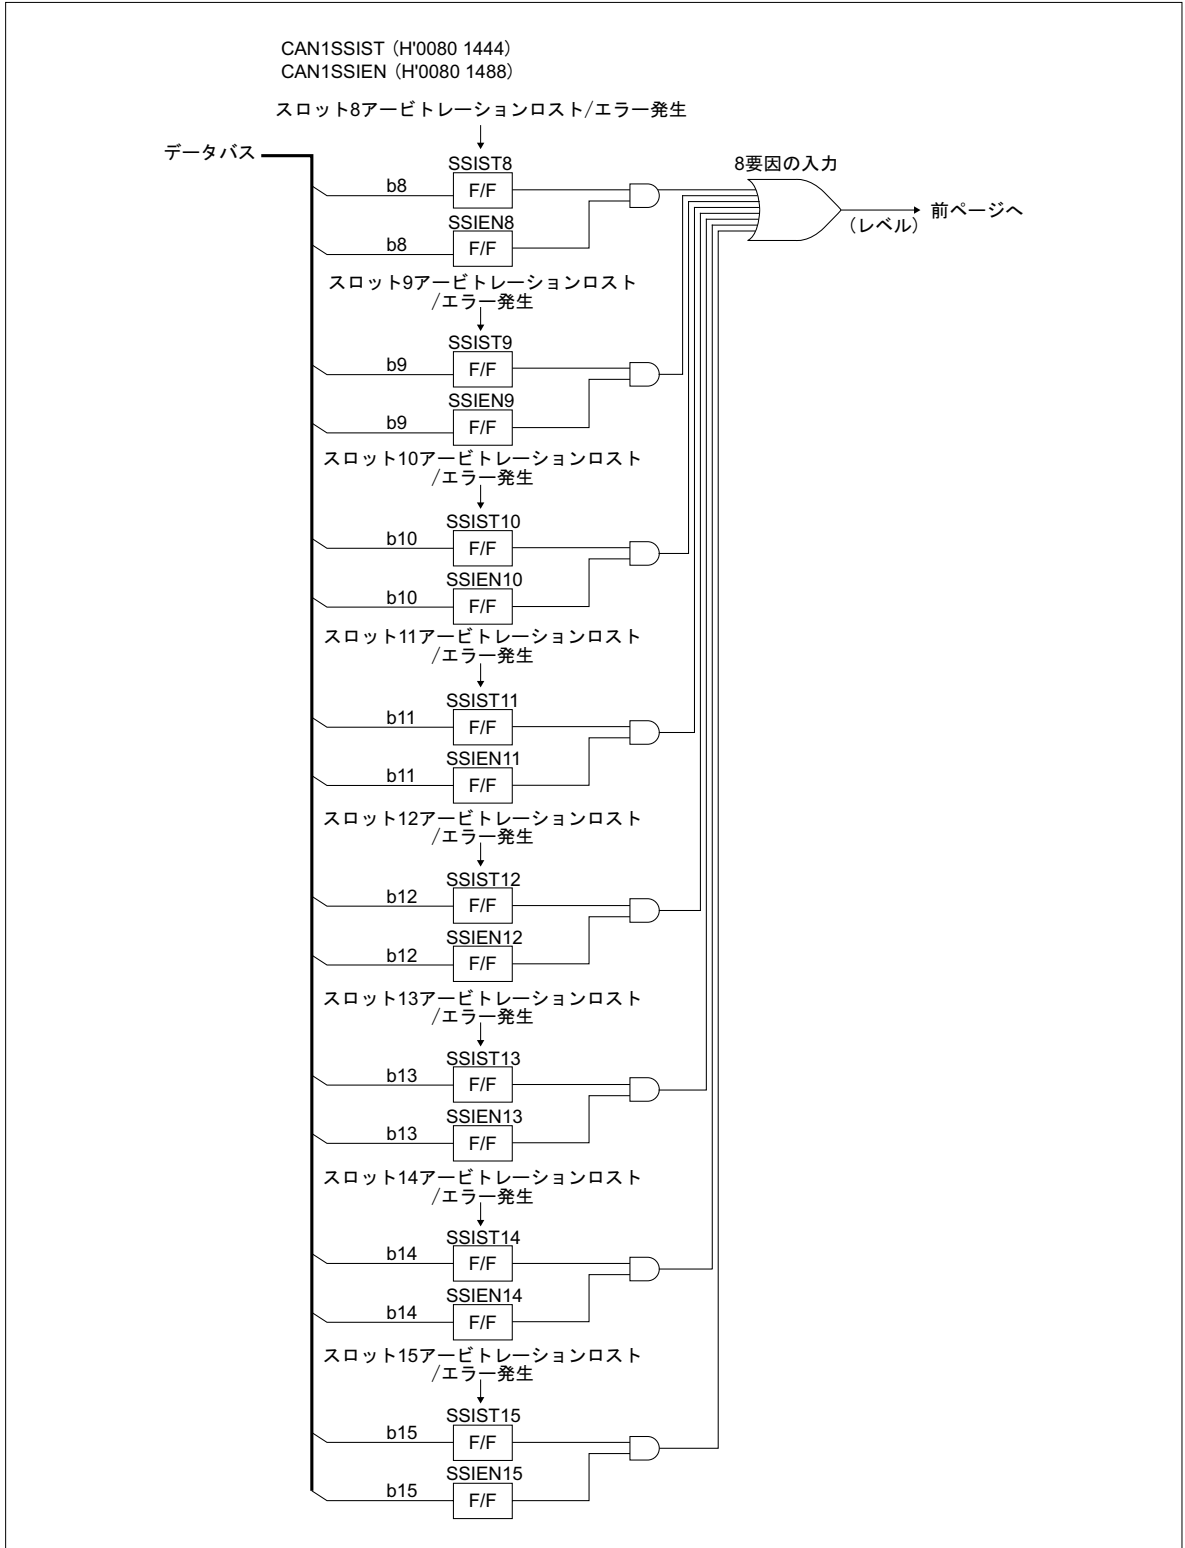 CAN1SSIST (H'0080 1444)
CAN1SSIEN (H'0080 1488)
スロット8アービトレーションロスト/エラー発生
データバス
8要因の入力
前ページへ
(レベル)
SSIST8
b8
F/F
SSIEN8
b8
F/F
スロット9アービトレーションロスト
/エラー発生
SSIST9
b9
F/F
SSIEN9
b9
F/F
スロット10アービトレーションロスト
/エラー発生
SSIST10
b10
F/F
SSIEN10
b10
F/F
スロット11アービトレーションロスト
/エラー発生
SSIST11
b11
F/F
SSIEN11
b11
F/F
スロット12アービトレーションロスト
/エラー発生
SSIST12
b12
F/F
SSIEN12
b12
F/F
スロット13アービトレーションロスト
/エラー発生
SSIST13
b13
F/F
SSIEN13
b13
F/F
スロット14アービトレーションロスト
/エラー発生
SSIST14
b14
F/F
SSIEN14
b14
F/F
スロット15アービトレーションロスト
/エラー発生
SSIST15
b15
F/F
SSIEN15
b15
F/F